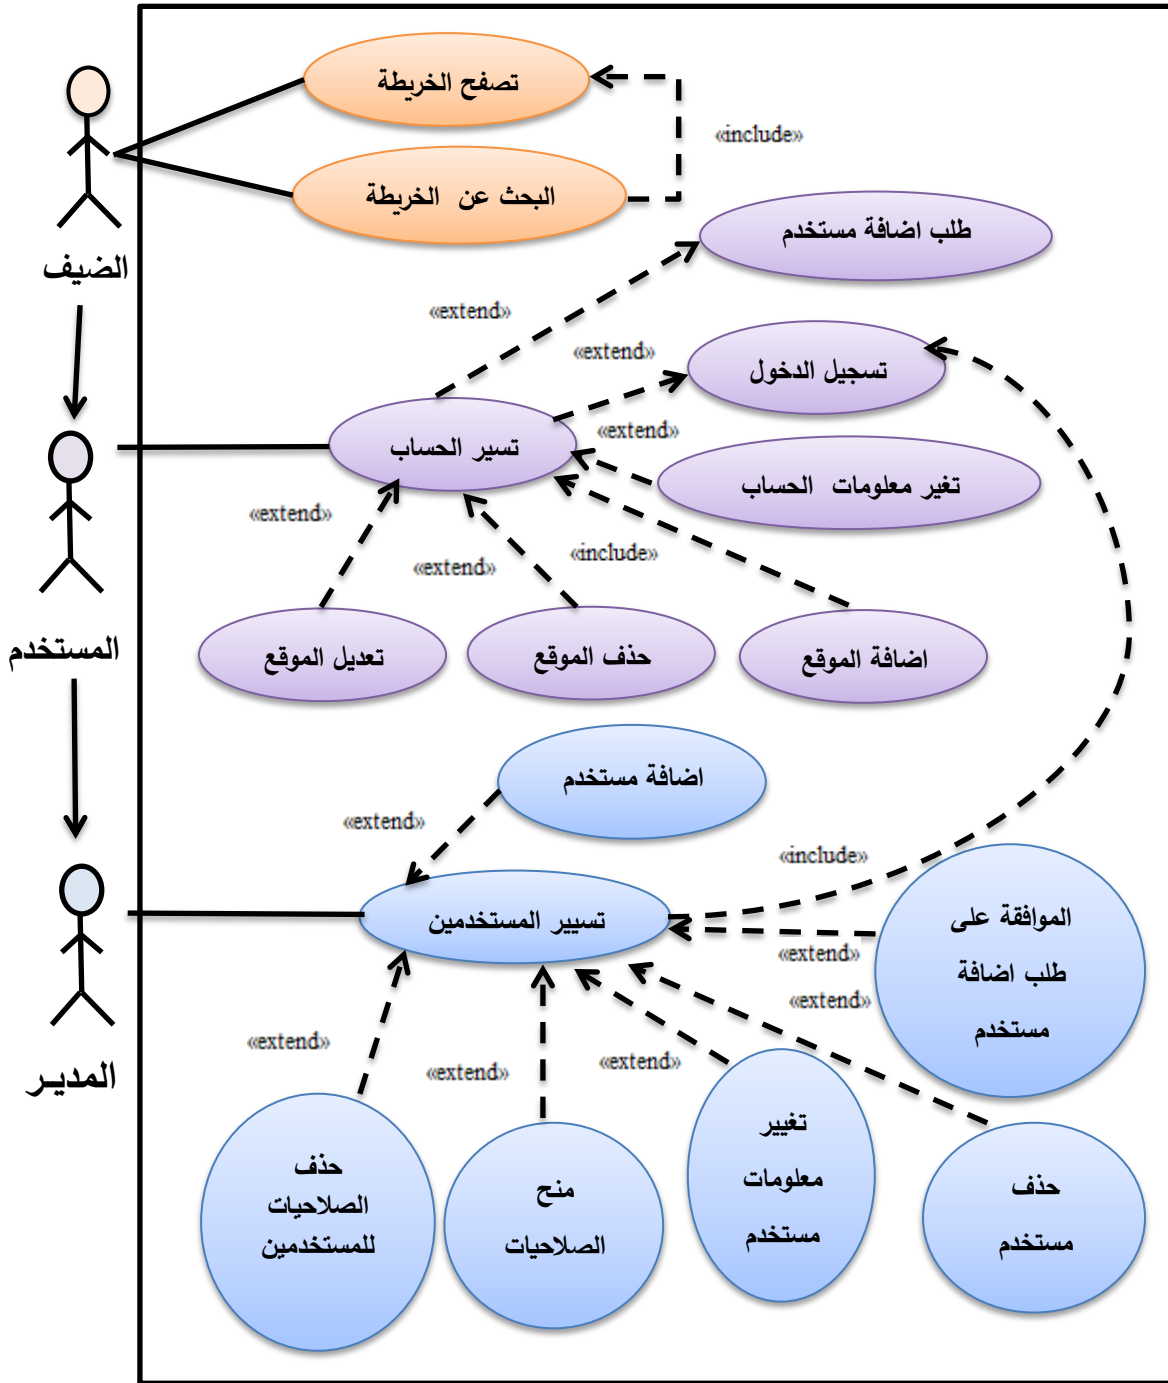 تصفح الخريطة
«include»
البحث عن الخريطة
طلب اضافة مستخدم
الضيف
«extend»
«extend»
تسجيل الدخول
«extend»
تسير الحساب
تغير معلومات الحساب
«extend»
«include»
«extend»
المستخدم
تعديل الموقع
حذف الموقع
اضافة الموقع
اضافة مستخدم
«extend»
«include»
تسيير المستخدمين
الموافقة على
طلب اضافة
مستخدم
«extend»
«extend»
«extend»
«extend»
«extend»
المديـر
حذف
الصلاحيات
للمستخدمين
منح
الصلاحيات
تغيير
معلومات
مستخدم
حذف
مستخدم